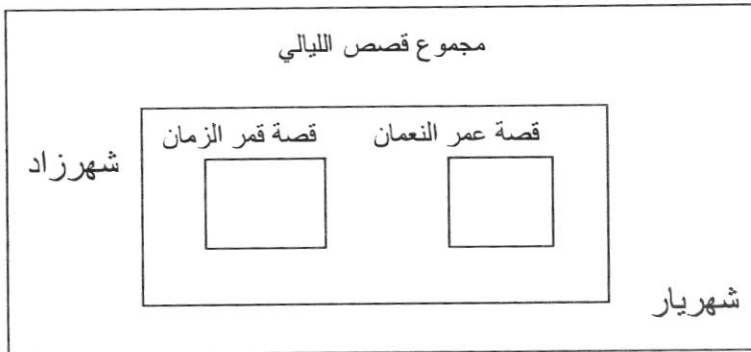 مجموع قصص الليالي
قصة عمر النعمان
قصة قمر الزمان
شهرزاد
شهريار